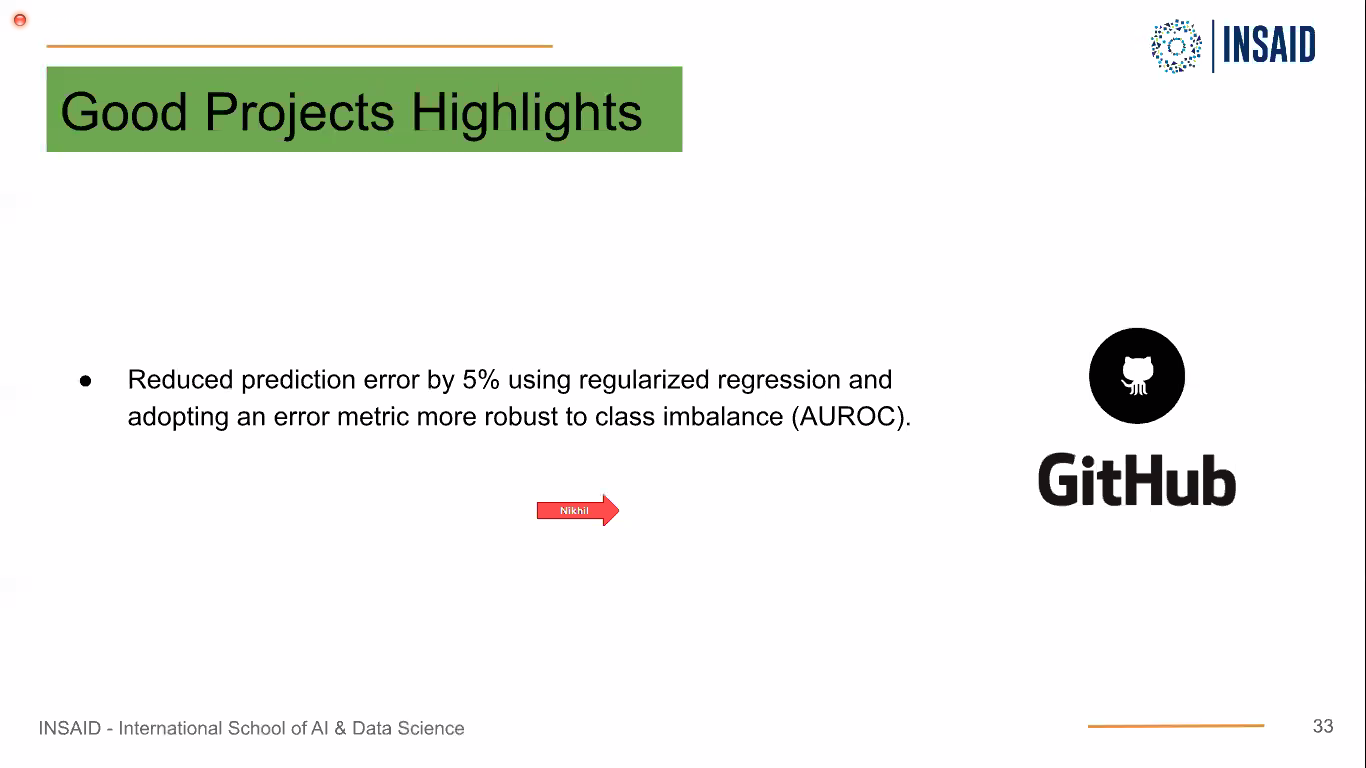 INSAID
Good Projects Highlights
● Reduced prediction error by 5% using regularized regression and
adopting an error metric more robust to class imbalance (AUROC).
GitHub
Nikhil
INSAID - International School of AI & Data Science
33